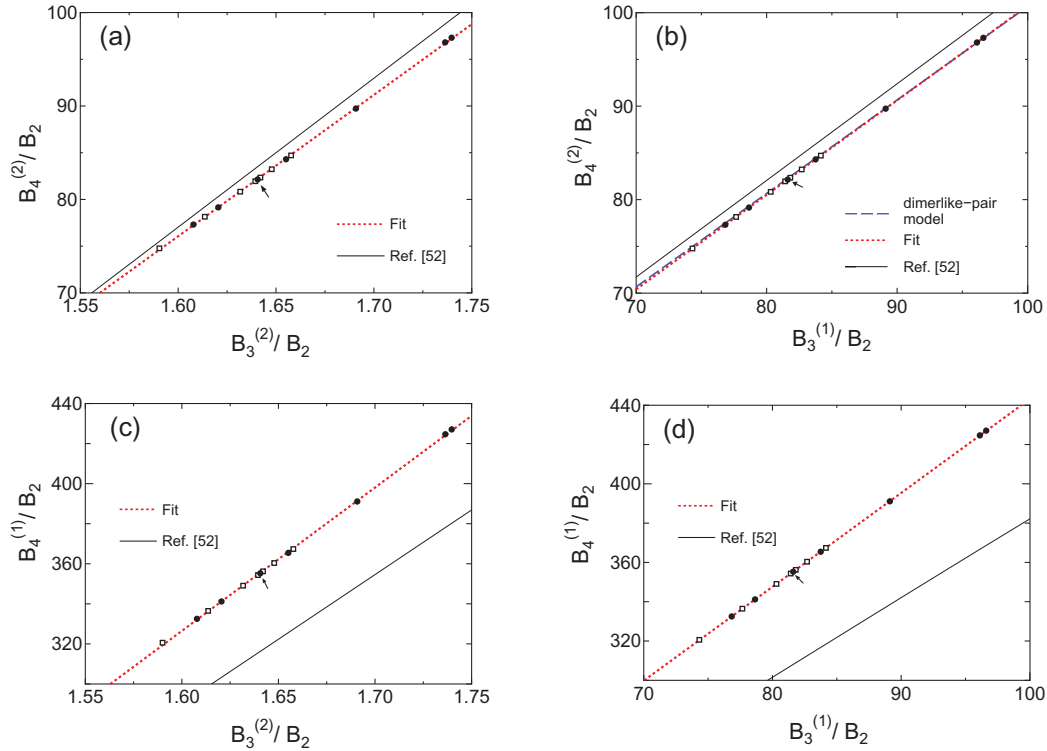 (a)
100
90
80
70
B₄⁽²⁾/ B₂
Fit
Ref. [52]
1.55
1.60
1.65
1.70
1.75
B₃⁽²⁾/ B₂
(b)
100
90
80
70
B₄⁽²⁾/ B₂
dimerlike−pair
model
Fit
Ref. [52]
70
80
90
100
B₃⁽¹⁾/ B₂
(c)
440
400
360
320
B₄⁽¹⁾/ B₂
Fit
Ref. [52]
1.55
1.60
1.65
1.70
1.75
B₃⁽²⁾/ B₂
(d)
440
400
360
320
B₄⁽¹⁾/ B₂
Fit
Ref. [52]
70
80
90
100
B₃⁽¹⁾/ B₂